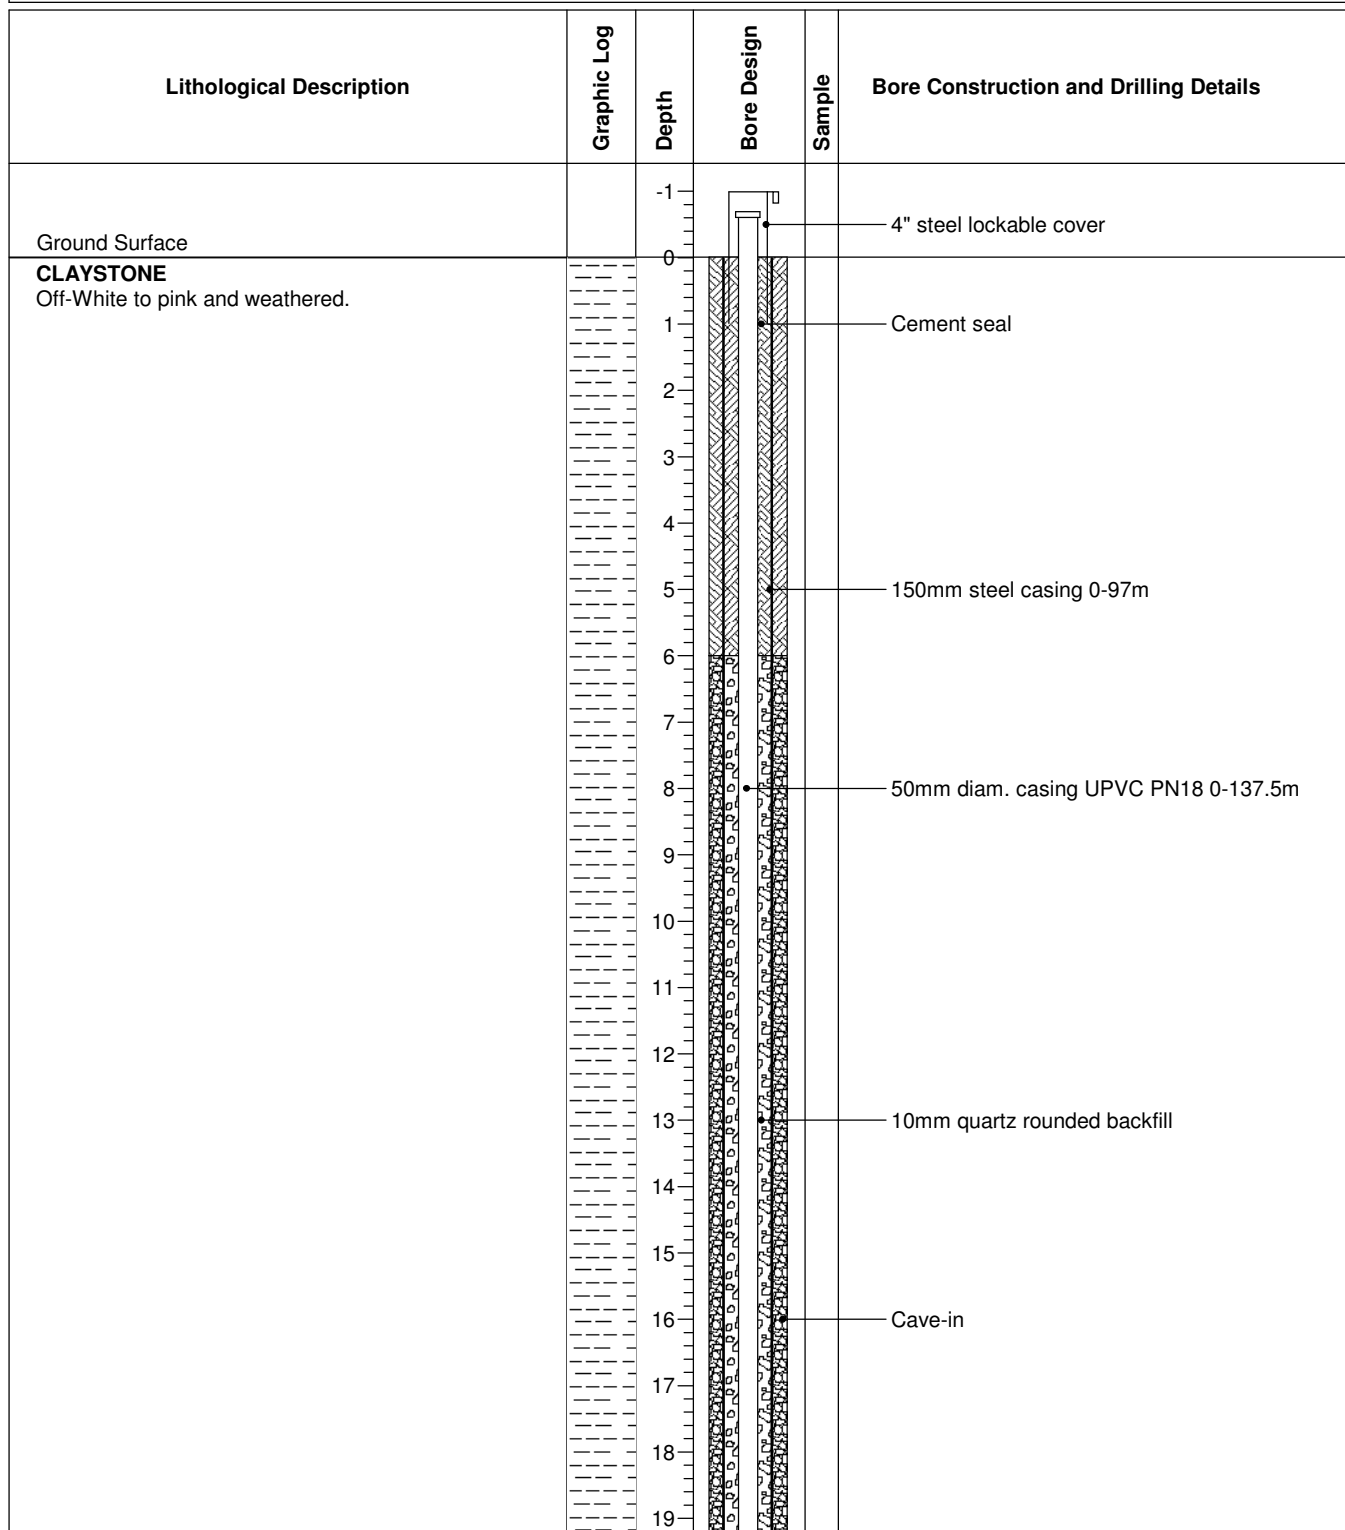 Lithological Description
Graphic Log
Depth
Bore Design
Sample
Bore Construction and Drilling Details
-1
4" steel lockable cover
Ground Surface
0
CLAYSTONE
Off-White to pink and weathered.
1
Cement seal
2
3
4
5
150mm steel casing 0-97m
6
7
8
50mm diam. casing UPVC PN18 0-137.5m
9
10
11
12
13
10mm quartz rounded backfill
14
15
16
Cave-in
17
18
19